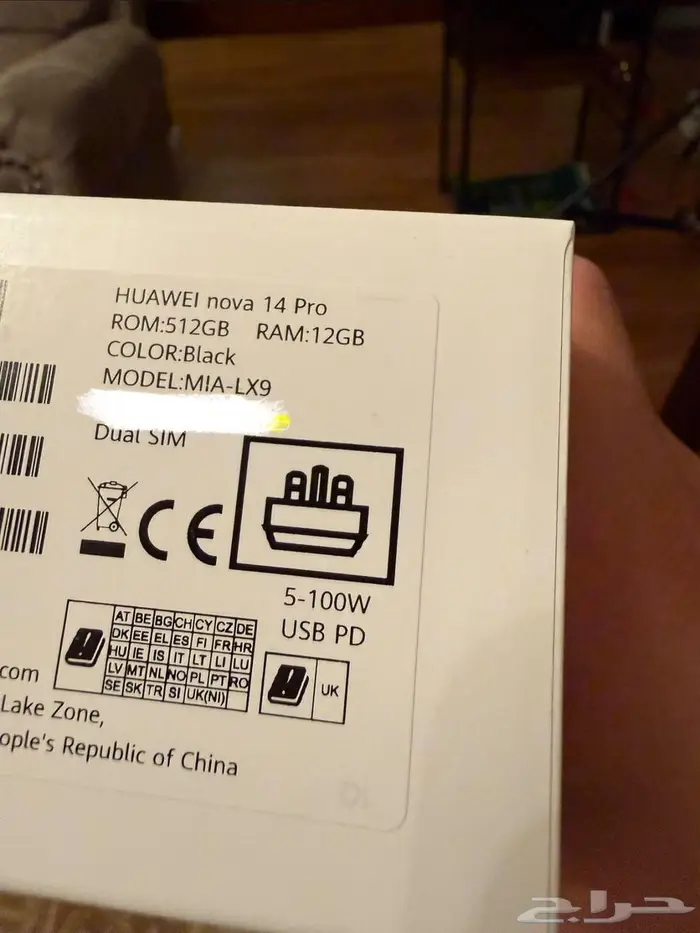 HUAWEI nova 14 Pro
ROM:512GB RAM:12GB
COLOR:Black
MODEL:MIA-LX9
Dual SIM
CE
5-100W
USB PD
AT BE BG CH CY CZ DE
DK EE EL ES FI FR HR
HU IE IS IT LT LI LU
LV MT NL NO PL PT RO
SE SK TR SI UK(NI)
UK
.com
Lake Zone,
ople's Republic of China
حراج